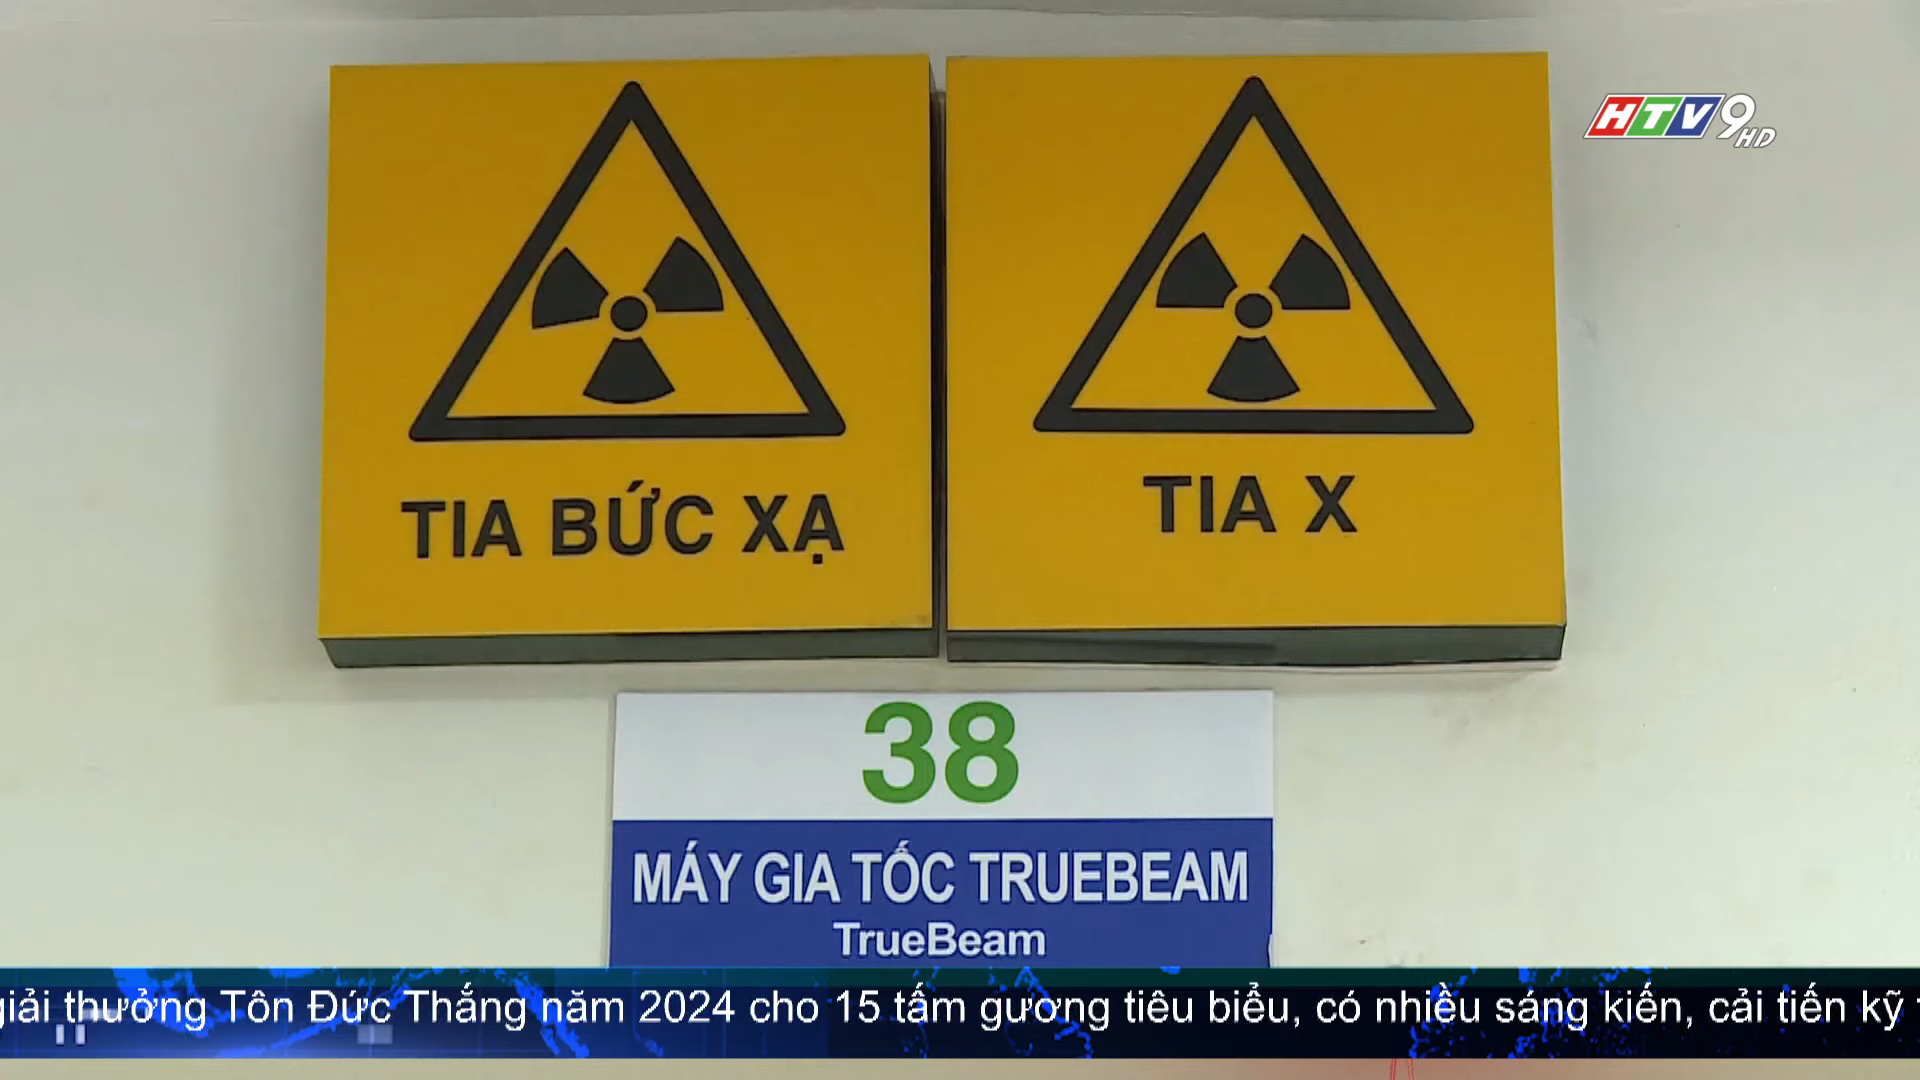 HTV9 HD
TIA BỨC XẠ
TIA X
38
MÁY GIA TỐC TRUEBEAM
TrueBeam
giải thưởng Tôn Đức Thắng năm 2024 cho 15 tấm gương tiêu biểu, có nhiều sáng kiến, cải tiến kỹ